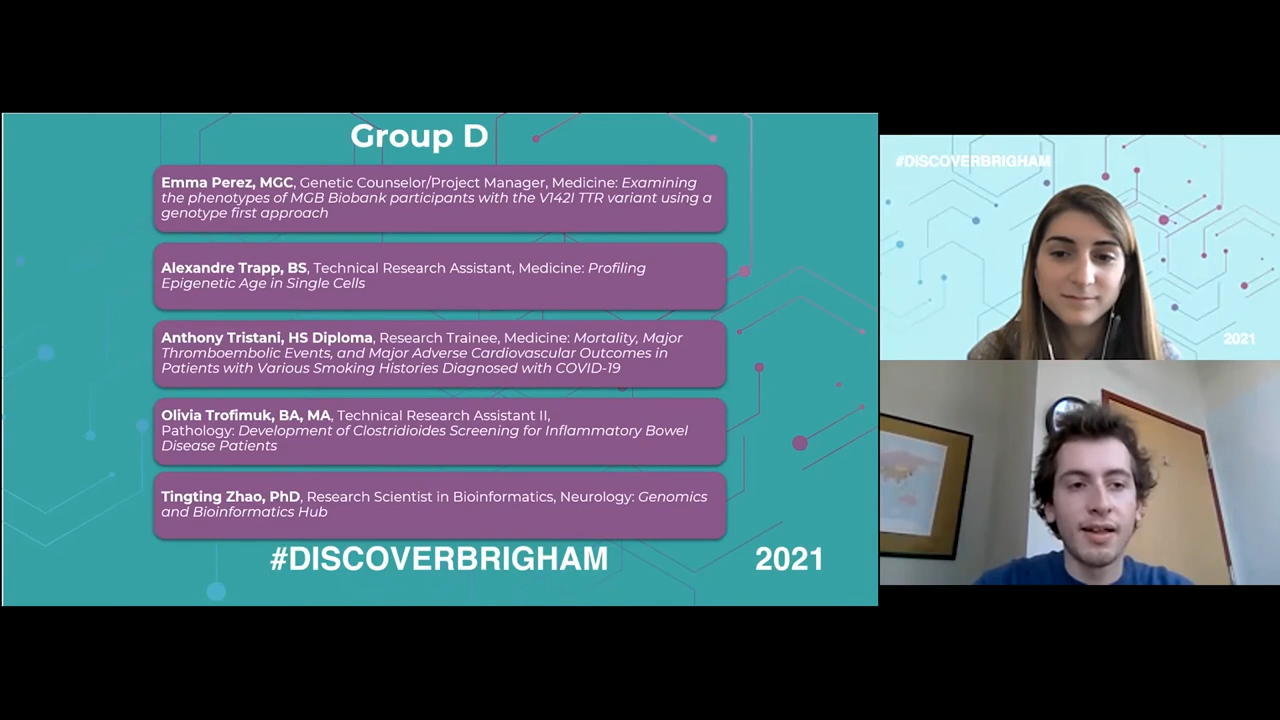 Group D
Emma Perez, MGC, Genetic Counselor/Project Manager, Medicine: Examining
the phenotypes of MGB Biobank participants with the V142I TTR variant using a
genotype first approach
Alexandre Trapp, BS, Technical Research Assistant, Medicine: Profiling
Epigenetic Age in Single Cells
Anthony Tristani, HS Diploma, Research Trainee, Medicine: Mortality, Major
Thromboembolic Events, and Major Adverse Cardiovascular Outcomes in
Patients with Various Smoking Histories Diagnosed with COVID-19
Olivia Trofimuk, BA, MA, Technical Research Assistant II,
Pathology: Development of Clostridioides Screening for Inflammatory Bowel
Disease Patients
Tingting Zhao, PhD, Research Scientist in Bioinformatics, Neurology: Genomics
and Bioinformatics Hub
#DISCOVERBRIGHAM 2021
#DISCOVERBRIGHAM
2021